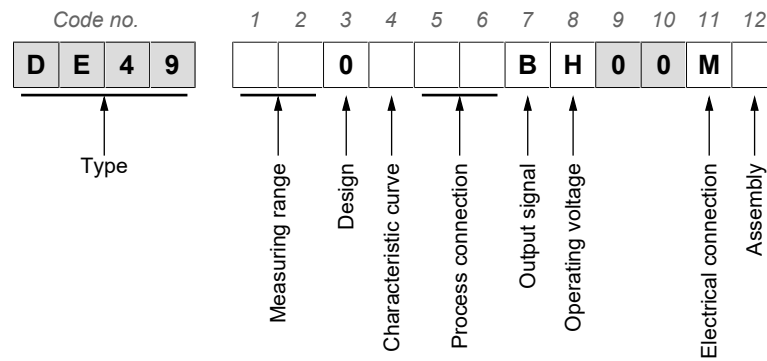 Code no. 1 2 3 4 5 6 7 8 9 10 11 12
D E 4 9 0 B H 0 0 M
Type
Measuring range
Design
Characteristic curve
Process connection
Output signal
Operating voltage
Electrical connection
Assembly